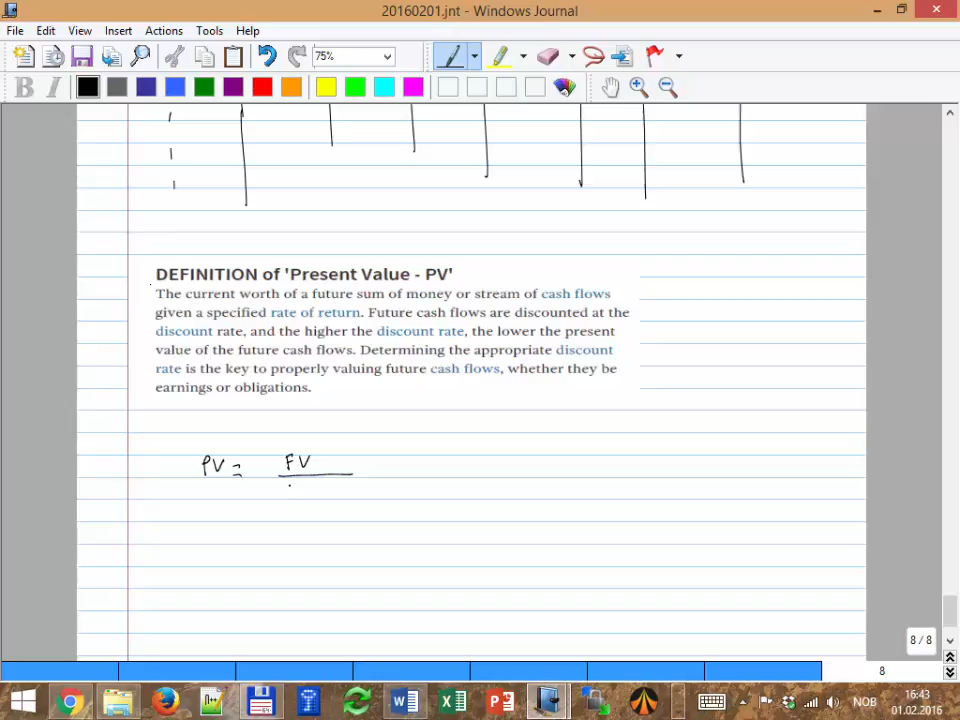 20160201.jnt - Windows Journal
File Edit View Insert Actions Tools Help
75%
B I
DEFINITION of 'Present Value - PV'
The current worth of a future sum of money or stream of cash flows
given a specified rate of return. Future cash flows are discounted at the
discount rate, and the higher the discount rate, the lower the present
value of the future cash flows. Determining the appropriate discount
rate is the key to properly valuing future cash flows, whether they be
earnings or obligations.
PV = FV
8 / 8
8
NOB
16:43
01.02.2016